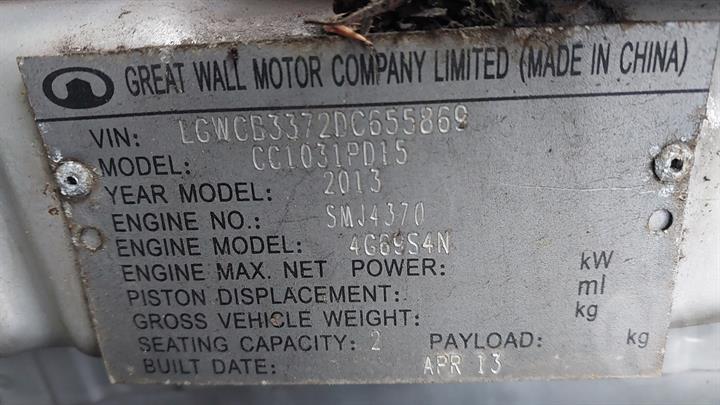 GREAT WALL MOTOR COMPANY LIMITED (MADE IN CHINA)
VIN: LGWCB3372DC655869
MODEL: CC1031PD15
YEAR MODEL: 2013
ENGINE NO.: SMJ4370
ENGINE MODEL: 4G69S4N
ENGINE MAX. NET POWER: kW
PISTON DISPLACEMENT: ml
GROSS VEHICLE WEIGHT: kg
SEATING CAPACITY: 2 PAYLOAD: kg
BUILT DATE: APR 13